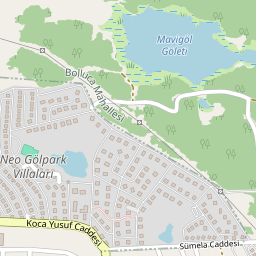 Mavigöl
Göleti
Bolluca Mahallesi
Neo Gölpark
Villaları
Koca Yusuf Caddesi
Sümela Caddesi